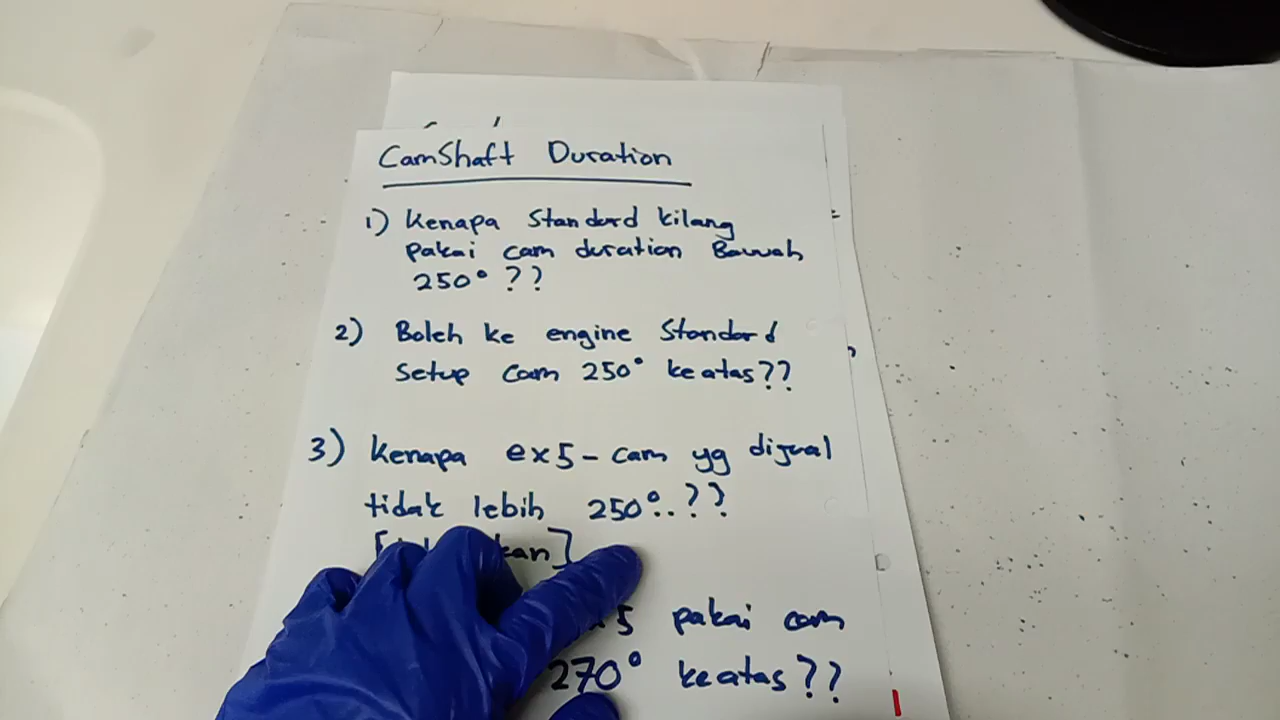 CamShaft Duration
1) Kenapa Standard kilang
pakai cam duration Bawah
250° ??
2) Boleh ke engine Standard
Setup cam 250° keatas??
3) Kenapa ex5-cam yg dijual
tidak lebih 250°..??
pakai cam
270° keatas??